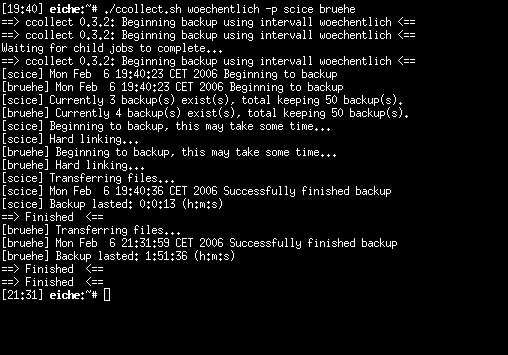 [19:40] eiche:~# ./ccollect.sh woechentlich -p scice bruehe
==> ccollect 0.3.2: Beginning backup using intervall woechentlich <==
==> ccollect 0.3.2: Beginning backup using intervall woechentlich <==
Waiting for child jobs to complete...
==> ccollect 0.3.2: Beginning backup using intervall woechentlich <==
[scice] Mon Feb  6 19:40:23 CET 2006 Beginning to backup
[bruehe] Mon Feb  6 19:40:23 CET 2006 Beginning to backup
[scice] Currently 3 backup(s) exist(s), total keeping 50 backup(s).
[bruehe] Currently 4 backup(s) exist(s), total keeping 50 backup(s).
[scice] Beginning to backup, this may take some time...
[scice] Hard linking...
[bruehe] Beginning to backup, this may take some time...
[bruehe] Hard linking...
[scice] Transferring files...
[scice] Mon Feb  6 19:40:36 CET 2006 Successfully finished backup
[scice] Backup lasted: 0:0:13 (h:m:s)
==> Finished  <==
[bruehe] Transferring files...
[bruehe] Mon Feb  6 21:31:59 CET 2006 Successfully finished backup
[bruehe] Backup lasted: 1:51:36 (h:m:s)
==> Finished  <==
==> Finished  <==
[21:31] eiche:~#